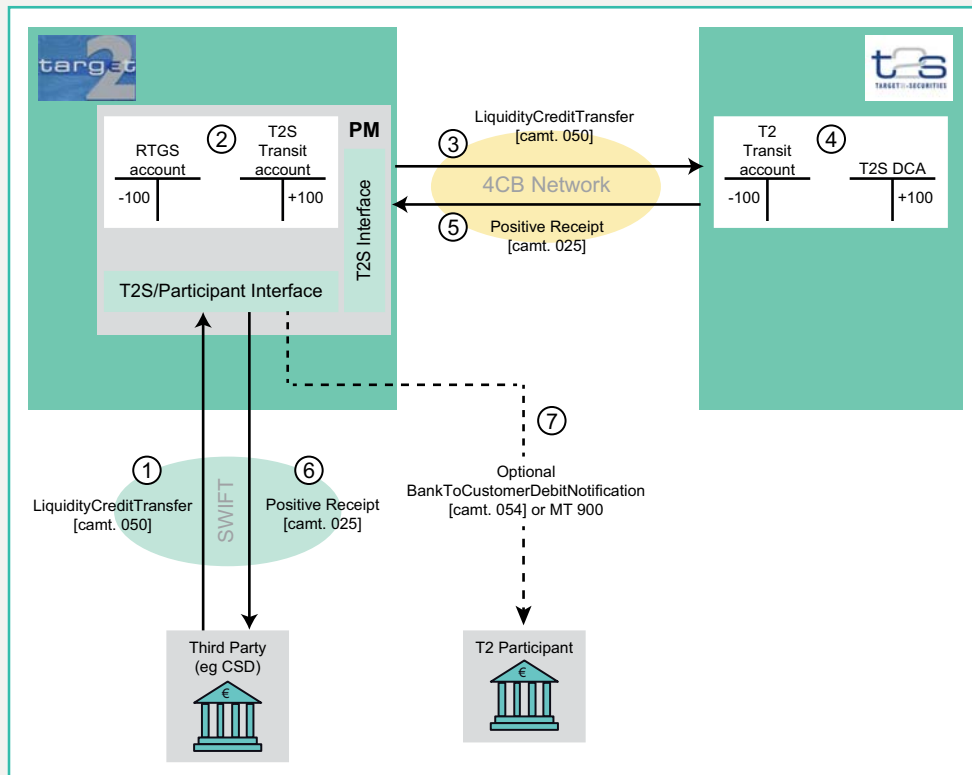 target
2
t2s
TARGET2-SECURITIES
2
PM
RTGS
account
T2S
Transit
account
-100
+100
T2S Interface
T2S/Participant Interface
LiquidityCreditTransfer
[camt. 050]
3
4CB Network
5
Positive Receipt
[camt. 025]
T2
Transit
account
4
T2S DCA
-100
+100
1
LiquidityCreditTransfer
[camt. 050]
SWIFT
6
Positive Receipt
[camt. 025]
7
Optional
BankToCustomerDebitNotification
[camt. 054] or MT 900
Third Party
(eg CSD)
€
T2 Participant
€